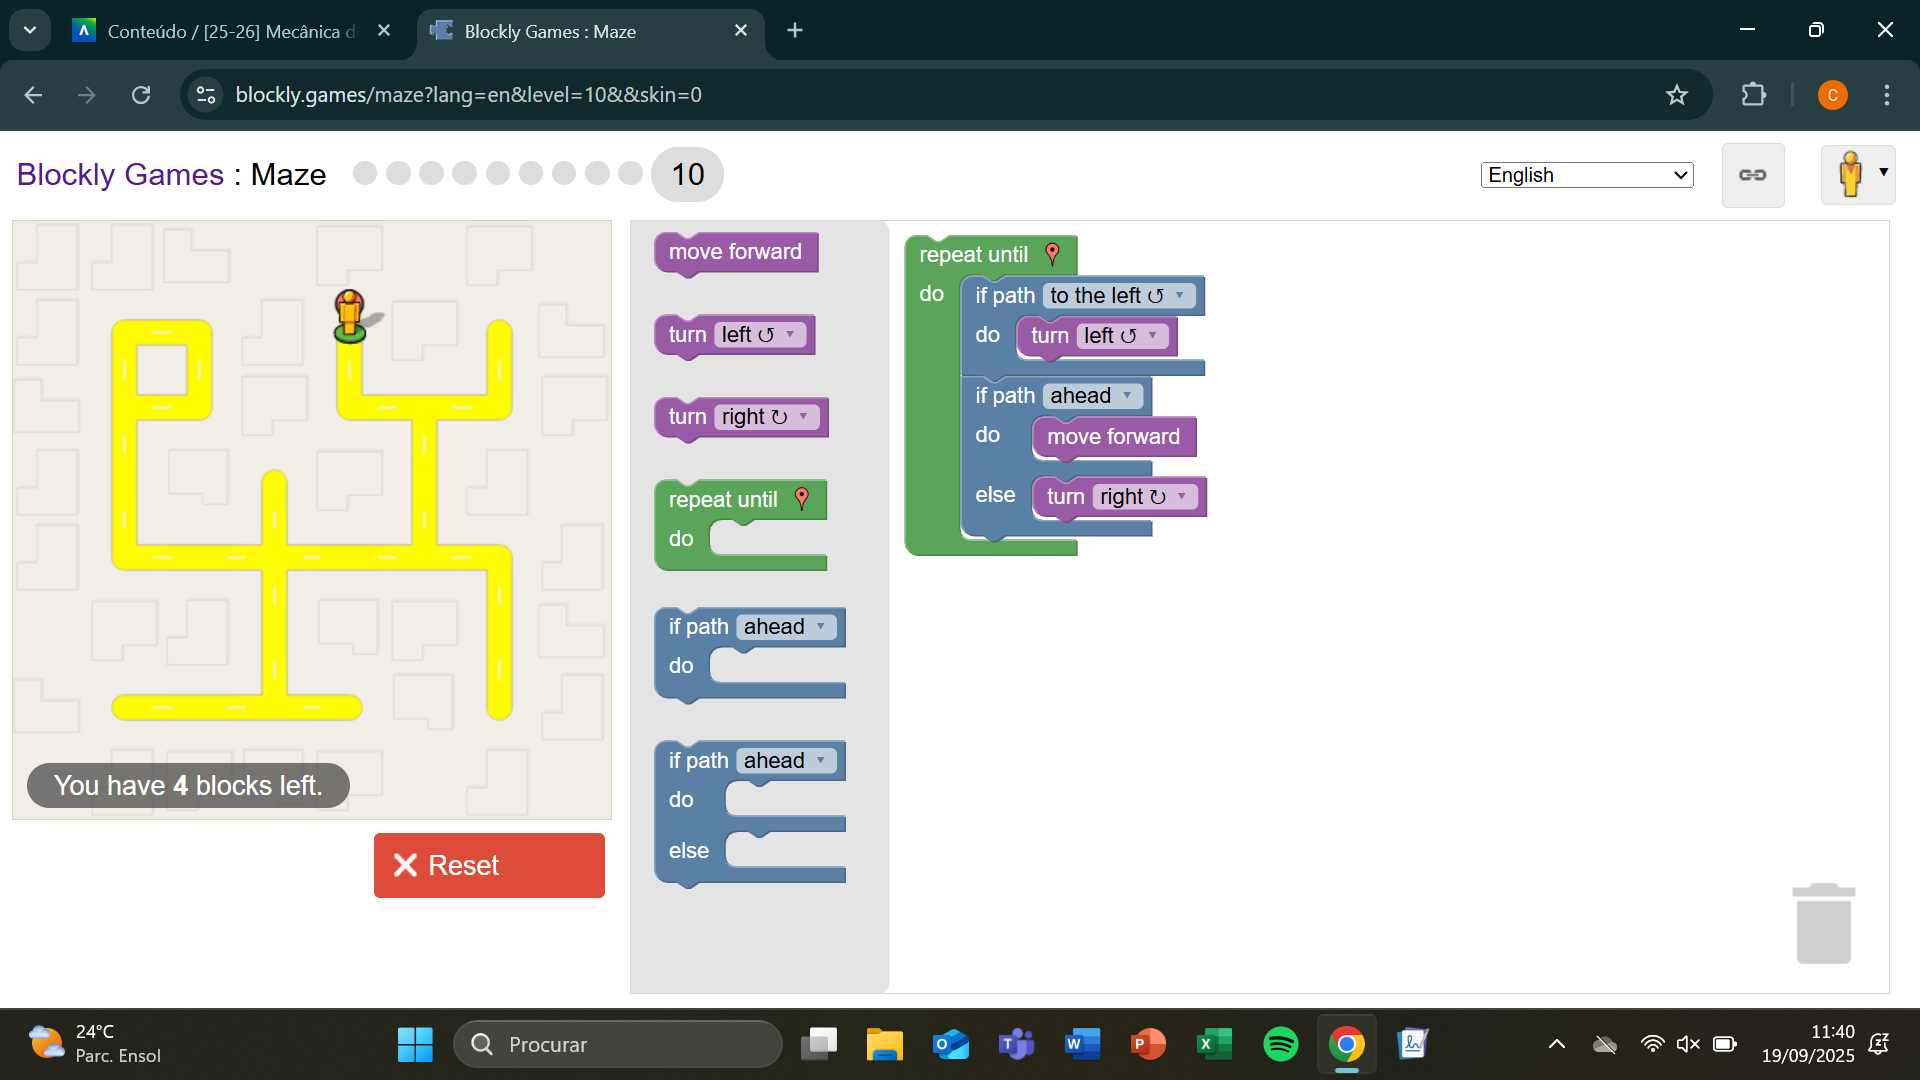 Conteúdo / [25-26] Mecânica d
Blockly Games : Maze
blockly.games/maze?lang=en&level=10&&skin=0
C
Blockly Games : Maze
10
English
move forward
turn left ↺ ▼
turn right ↻ ▼
repeat until
do
if path ahead ▼
do
if path ahead ▼
do
else
repeat until
do
if path to the left ↺ ▼
do turn left ↺ ▼
if path ahead ▼
do move forward
else turn right ↻ ▼
You have 4 blocks left.
Reset
24°C
Parc. Ensol
Procurar
11:40
19/09/2025